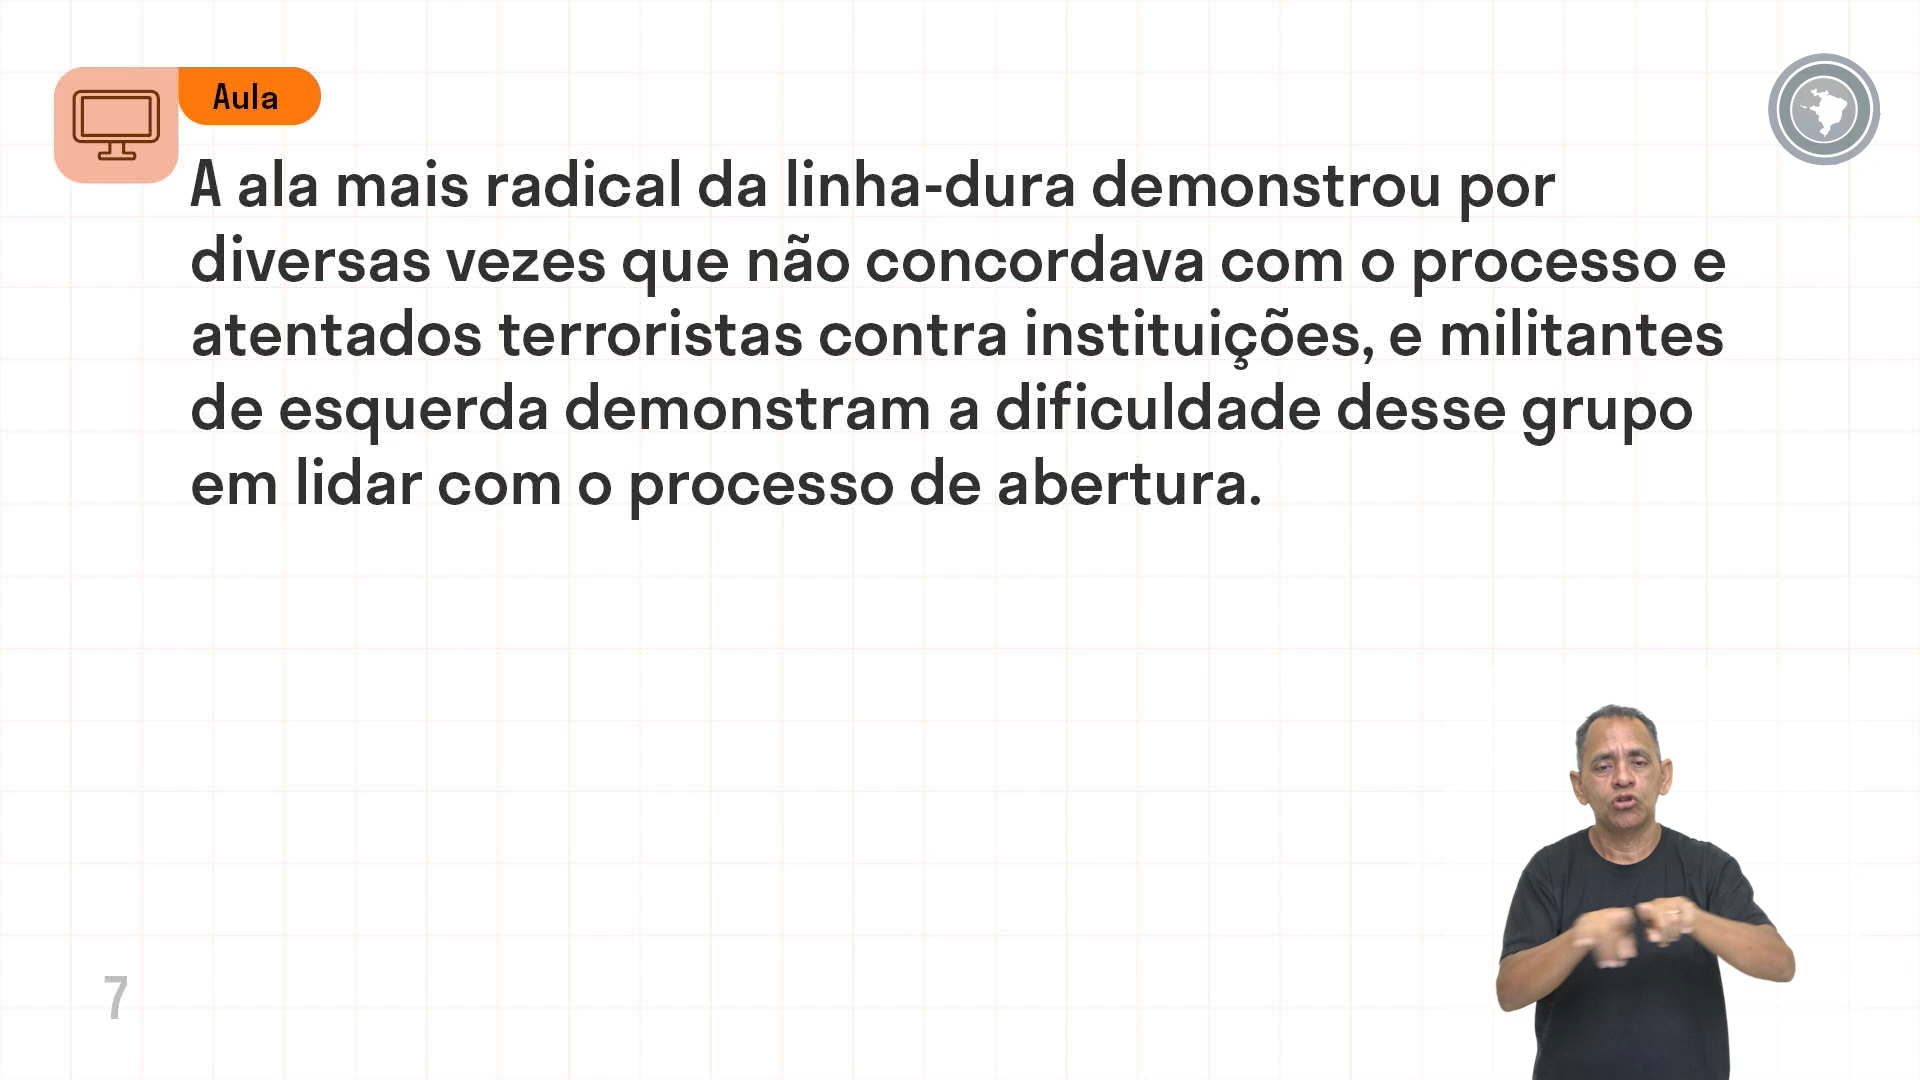 Aula
A ala mais radical da linha-dura demonstrou por
diversas vezes que não concordava com o processo e
atentados terroristas contra instituições, e militantes
de esquerda demonstram a dificuldade desse grupo
em lidar com o processo de abertura.
7